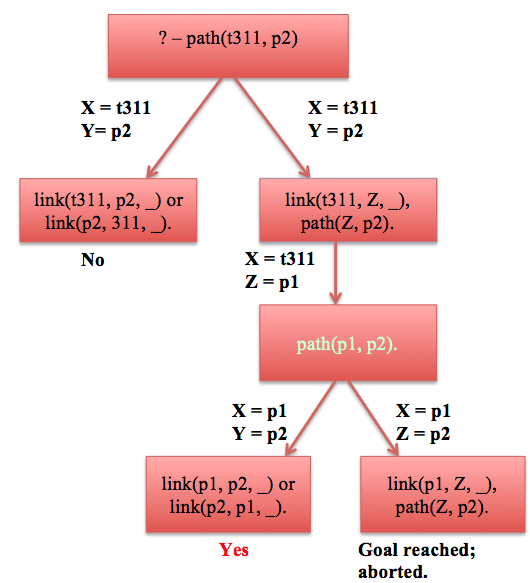 ? – path(t311, p2)
X = t311
Y= p2
X = t311
Y = p2
link(t311, p2, _) or
link(p2, 311, _).
link(t311, Z, _),
path(Z, p2).
No
X = t311
Z = p1
path(p1, p2).
X = p1
Y = p2
X = p1
Z = p2
link(p1, p2, _) or
link(p2, p1, _).
link(p1, Z, _),
path(Z, p2).
Yes
Goal reached;
aborted.